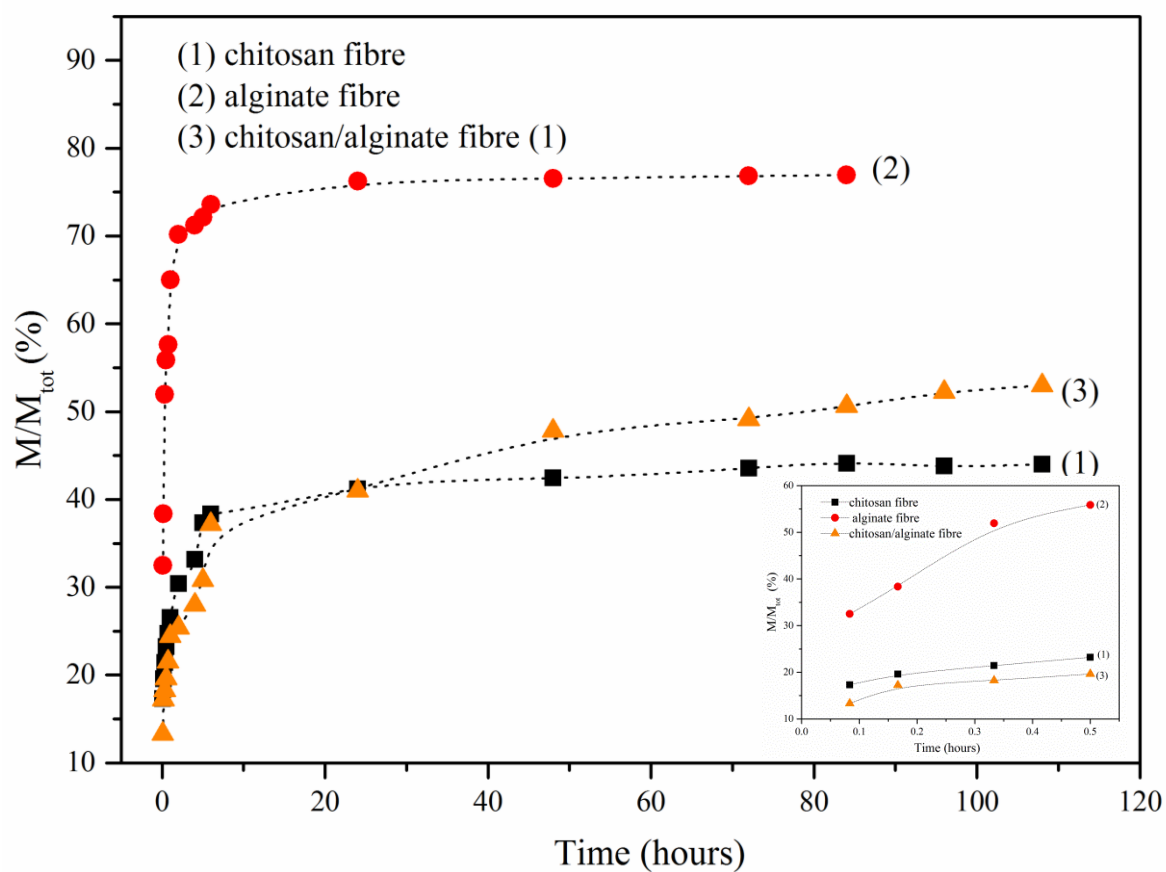 (1) chitosan fibre
(2) alginate fibre
(3) chitosan/alginate fibre (1)
90
80
70
60
50
40
30
20
10
M/M_tot (%)
(2)
(3)
(1)
0 20 40 60 80 100 120
Time (hours)
60
50
40
30
20
10
M/M_tot (%)
chitosan fibre
alginate fibre
chitosan/alginate fibre
(2)
(1)
(3)
0.0 0.1 0.2 0.3 0.4 0.5
Time (hours)